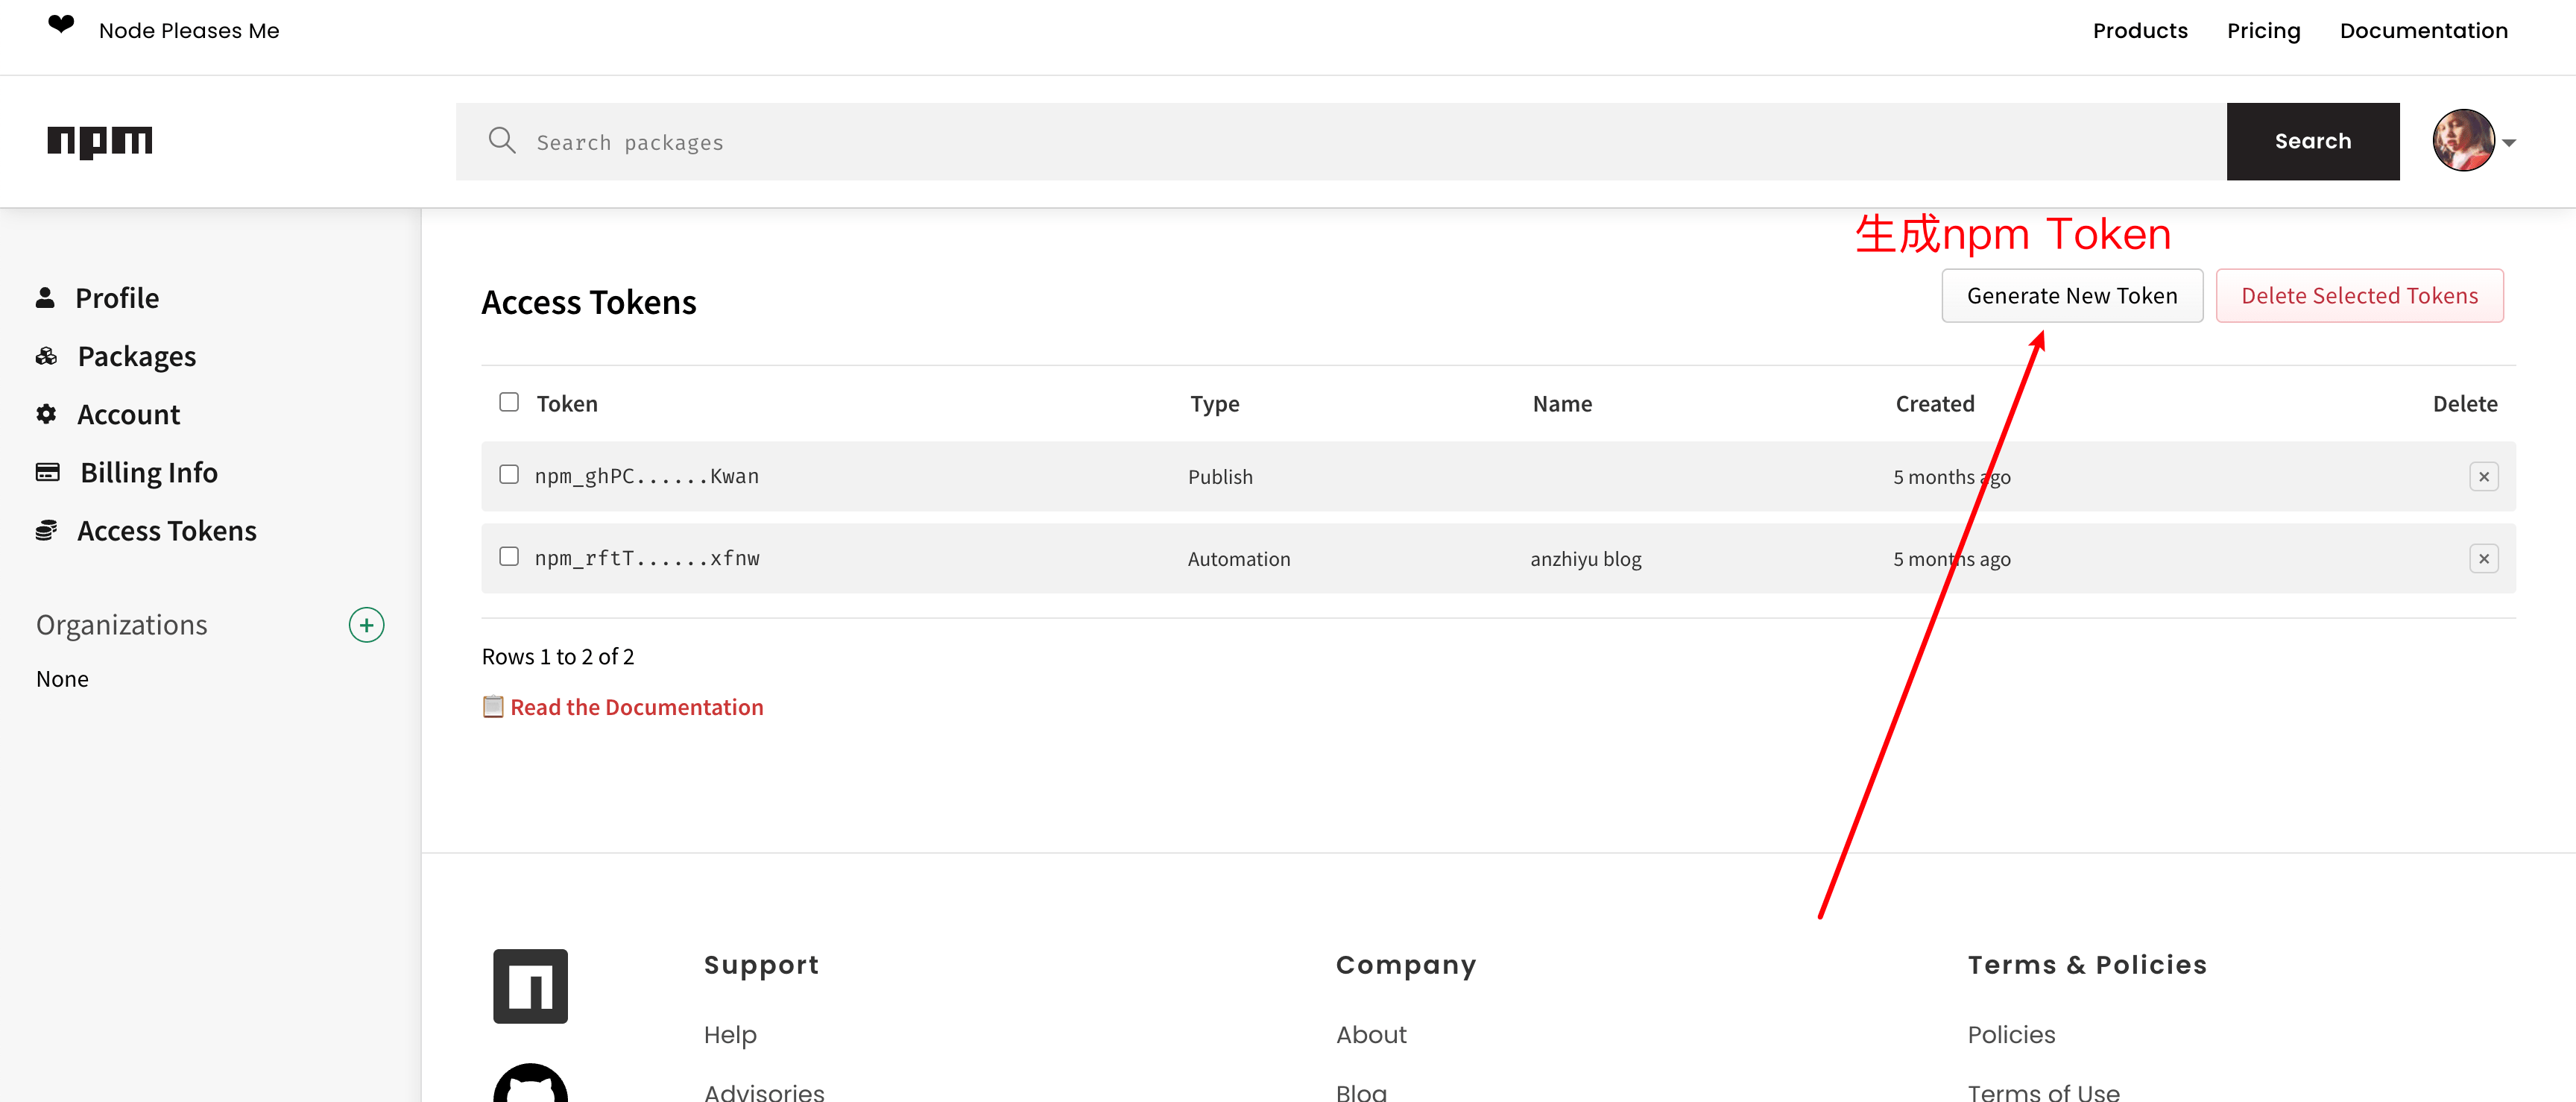 Node Pleases Me
Products Pricing Documentation
npm
Search packages
Search
生成npm Token
Profile
Packages
Account
Billing Info
Access Tokens
Organizations
None
Access Tokens
Generate New Token
Delete Selected Tokens
Token Type Name Created Delete
npm_ghPC......Kwan Publish 5 months ago
npm_rftT......xfnw Automation anzhiyu blog 5 months ago
Rows 1 to 2 of 2
Read the Documentation
Support Company Terms & Policies
Help About Policies
Advisories Blog Terms of Use